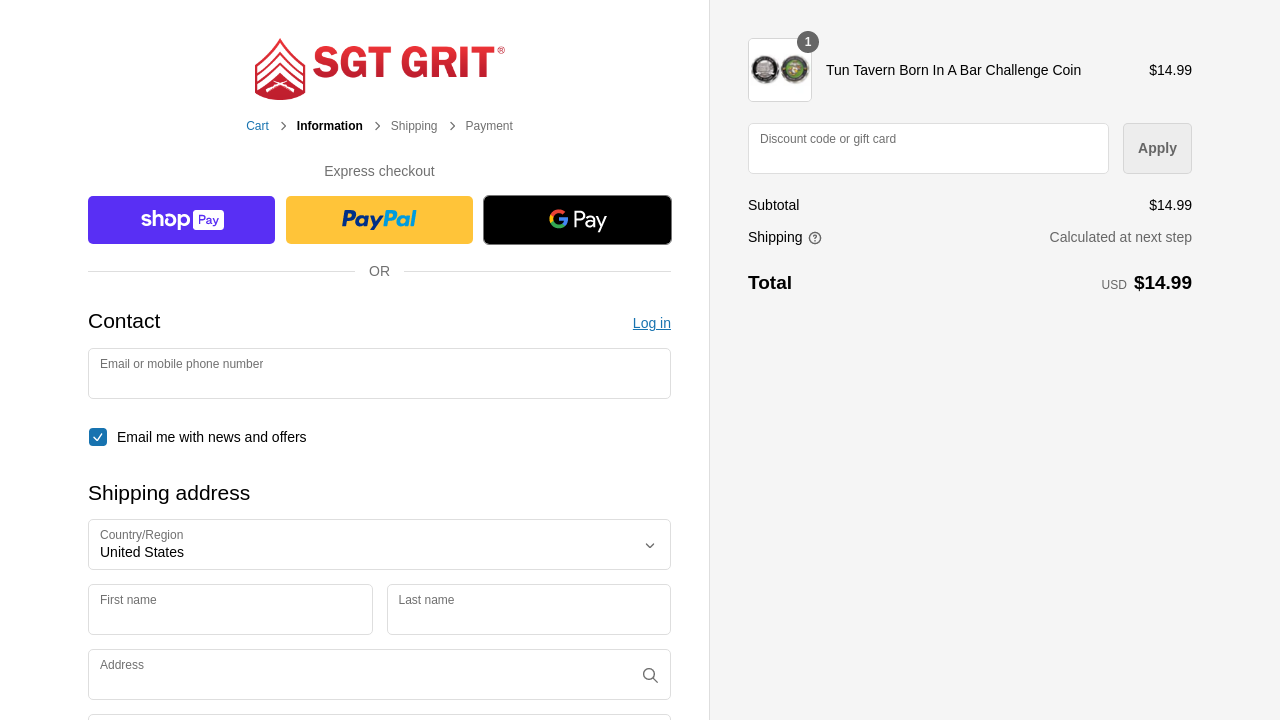 SGT GRIT®
Cart
Information
Shipping
Payment
Express checkout
shop Pay
PayPal
G Pay
OR
Contact
Log in
Email or mobile phone number
Email me with news and offers
Shipping address
Country/Region
United States
First name
Last name
Address
1
Tun Tavern Born In A Bar Challenge Coin
$14.99
Discount code or gift card
Apply
Subtotal
$14.99
Shipping
Calculated at next step
Total
USD $14.99